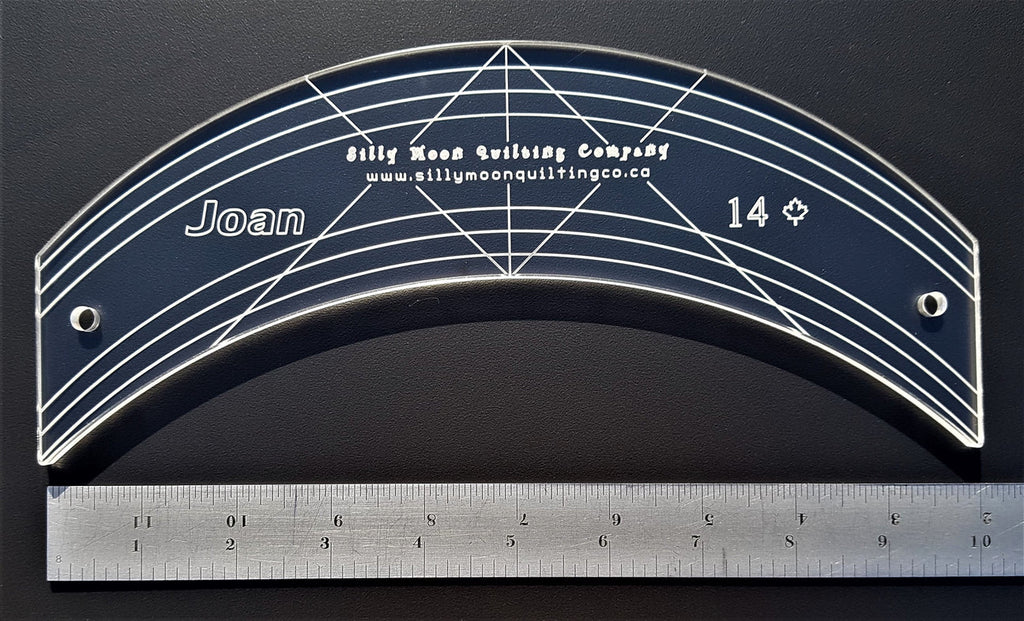 Silly Moon Quilting Company
www.sillymoonquiltingco.ca
Joan
14
11 10 9 8 7 6 5 4 3 2
1 2 3 4 5 6 7 8 9 10
8